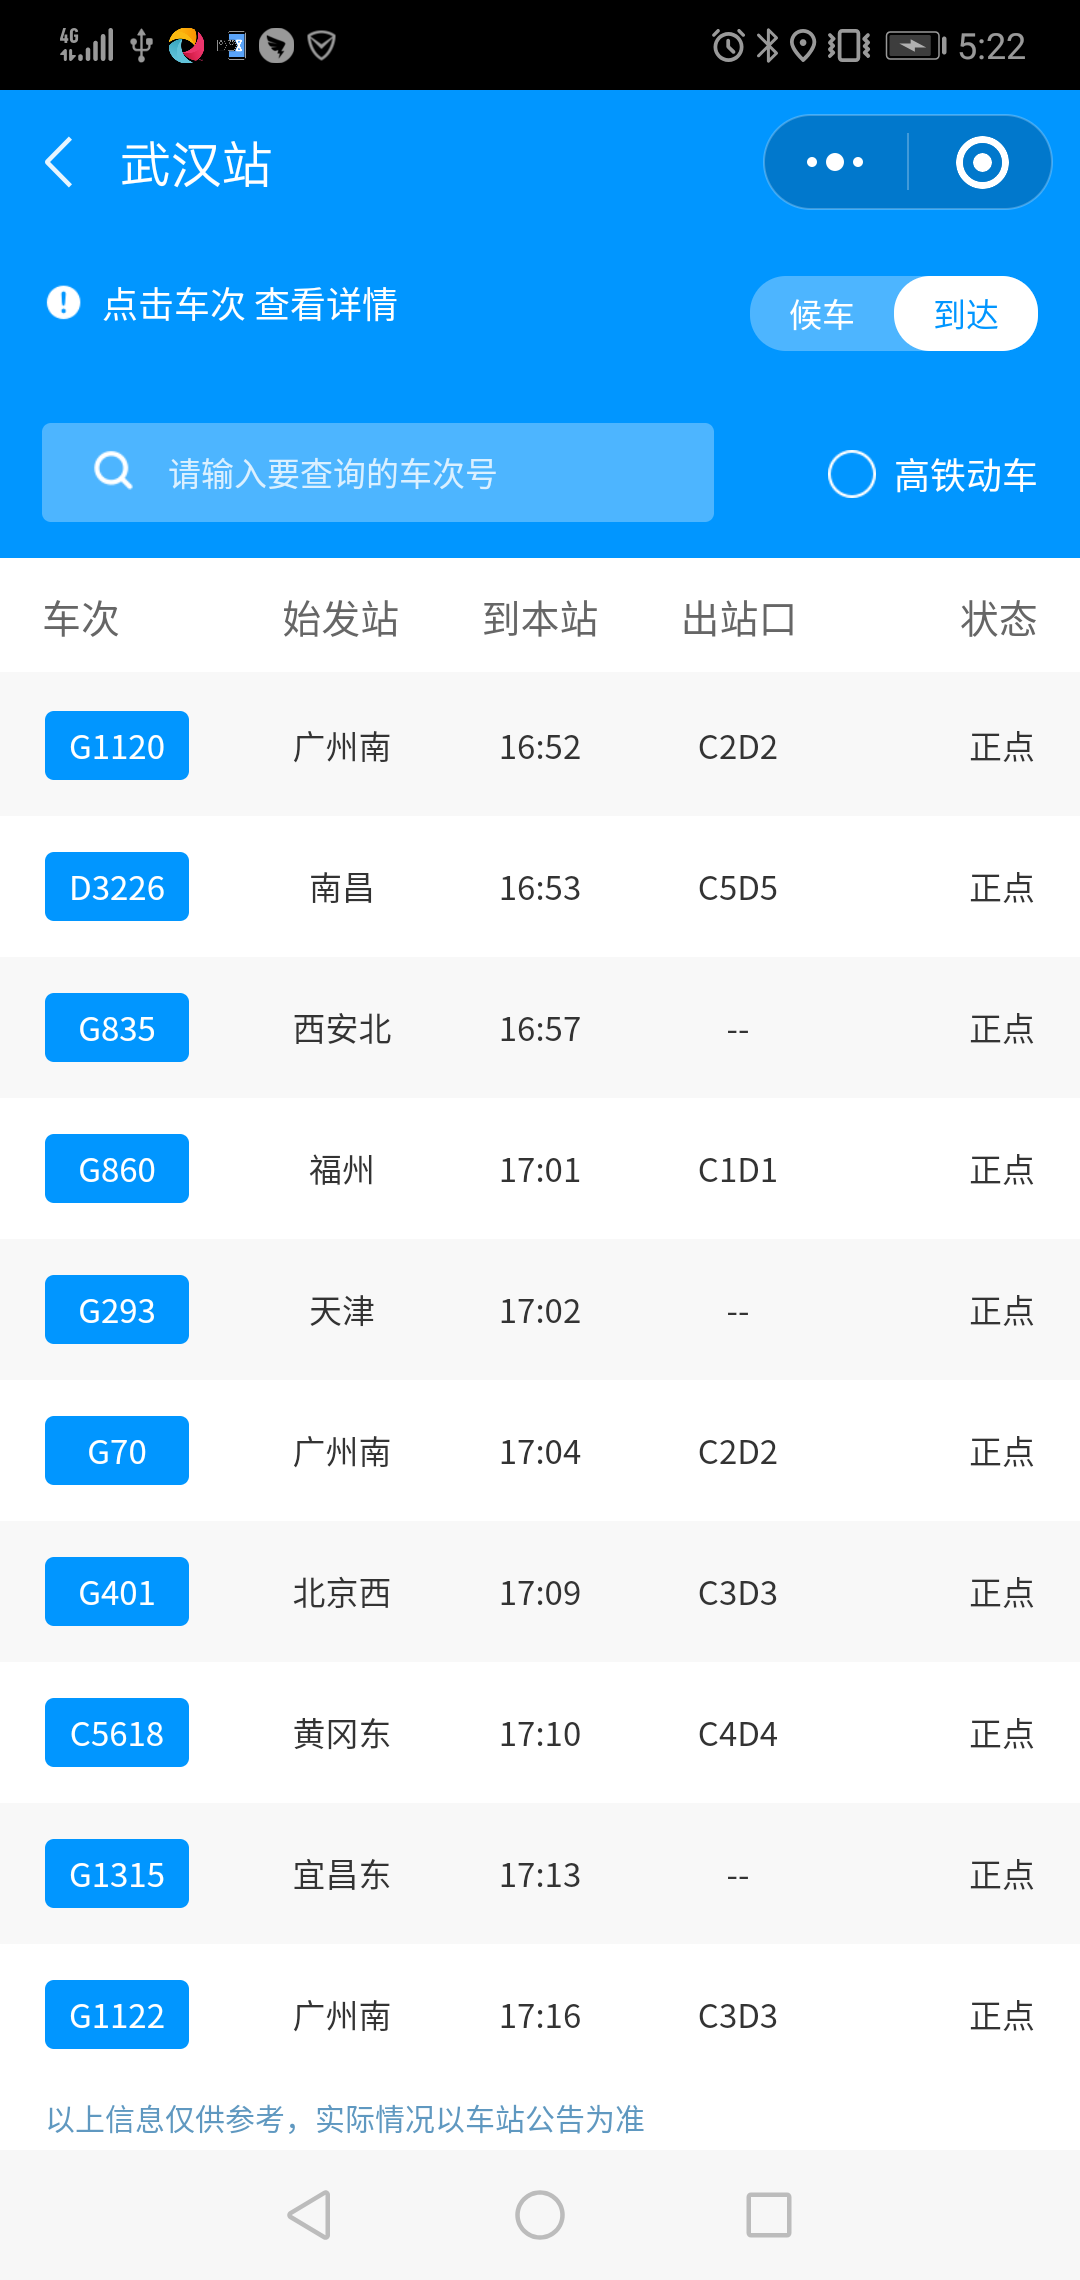 4G 5:22
武汉站
点击车次 查看详情 候车 到达
请输入要查询的车次号 高铁动车
车次 始发站 到本站 出站口 状态
G1120 广州南 16:52 C2D2 正点
D3226 南昌 16:53 C5D5 正点
G835 西安北 16:57 -- 正点
G860 福州 17:01 C1D1 正点
G293 天津 17:02 -- 正点
G70 广州南 17:04 C2D2 正点
G401 北京西 17:09 C3D3 正点
C5618 黄冈东 17:10 C4D4 正点
G1315 宜昌东 17:13 -- 正点
G1122 广州南 17:16 C3D3 正点
以上信息仅供参考，实际情况以车站公告为准